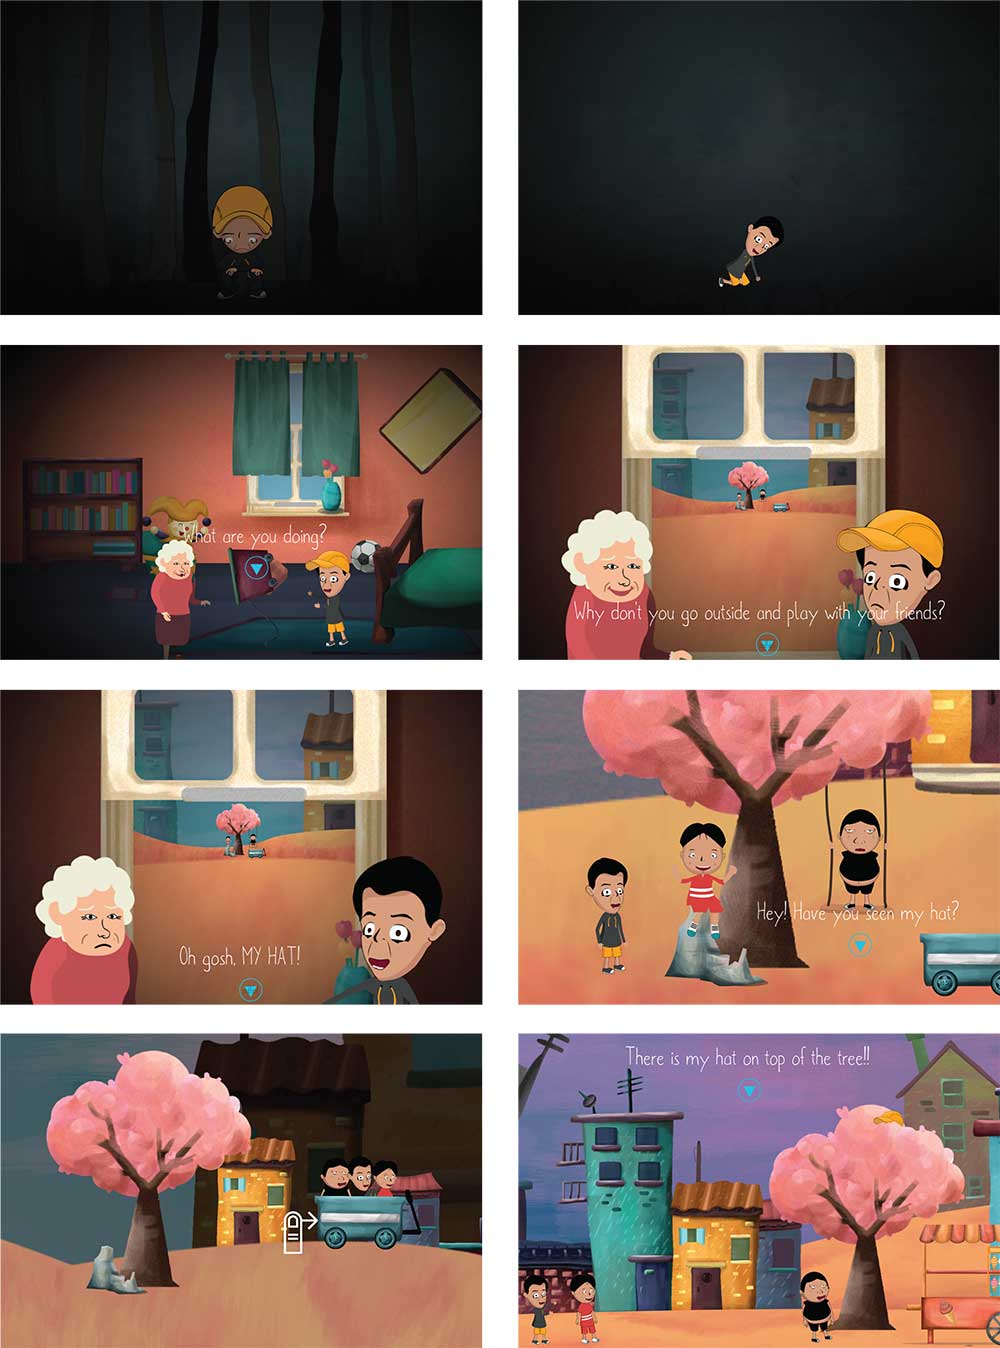 What are you doing?
Why don't you go outside and play with your friends?
Oh gosh, MY HAT!
Hey! Have you seen my hat?
There is my hat on top of the tree!!